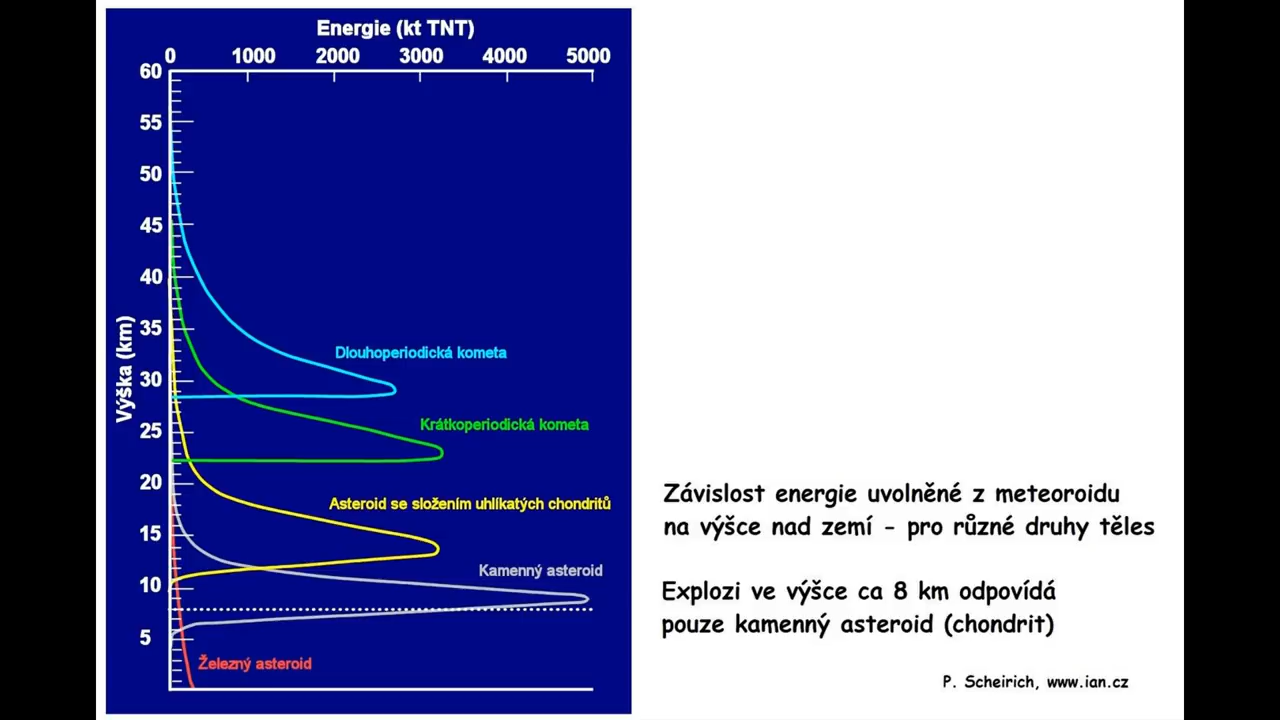 Energie (kt TNT)
0 1000 2000 3000 4000 5000
60
55
50
45
40
35
30
25
20
15
10
5
Výška (km)
Dlouhoperiodická kometa
Krátkoperiodická kometa
Asteroid se složením uhlíkatých chondritů
Kamenný asteroid
Železný asteroid
Závislost energie uvolněné z meteoroidu
na výšce nad zemí - pro různé druhy těles
Explozi ve výšce ca 8 km odpovídá
pouze kamenný asteroid (chondrit)
P. Scheirich, www.ian.cz